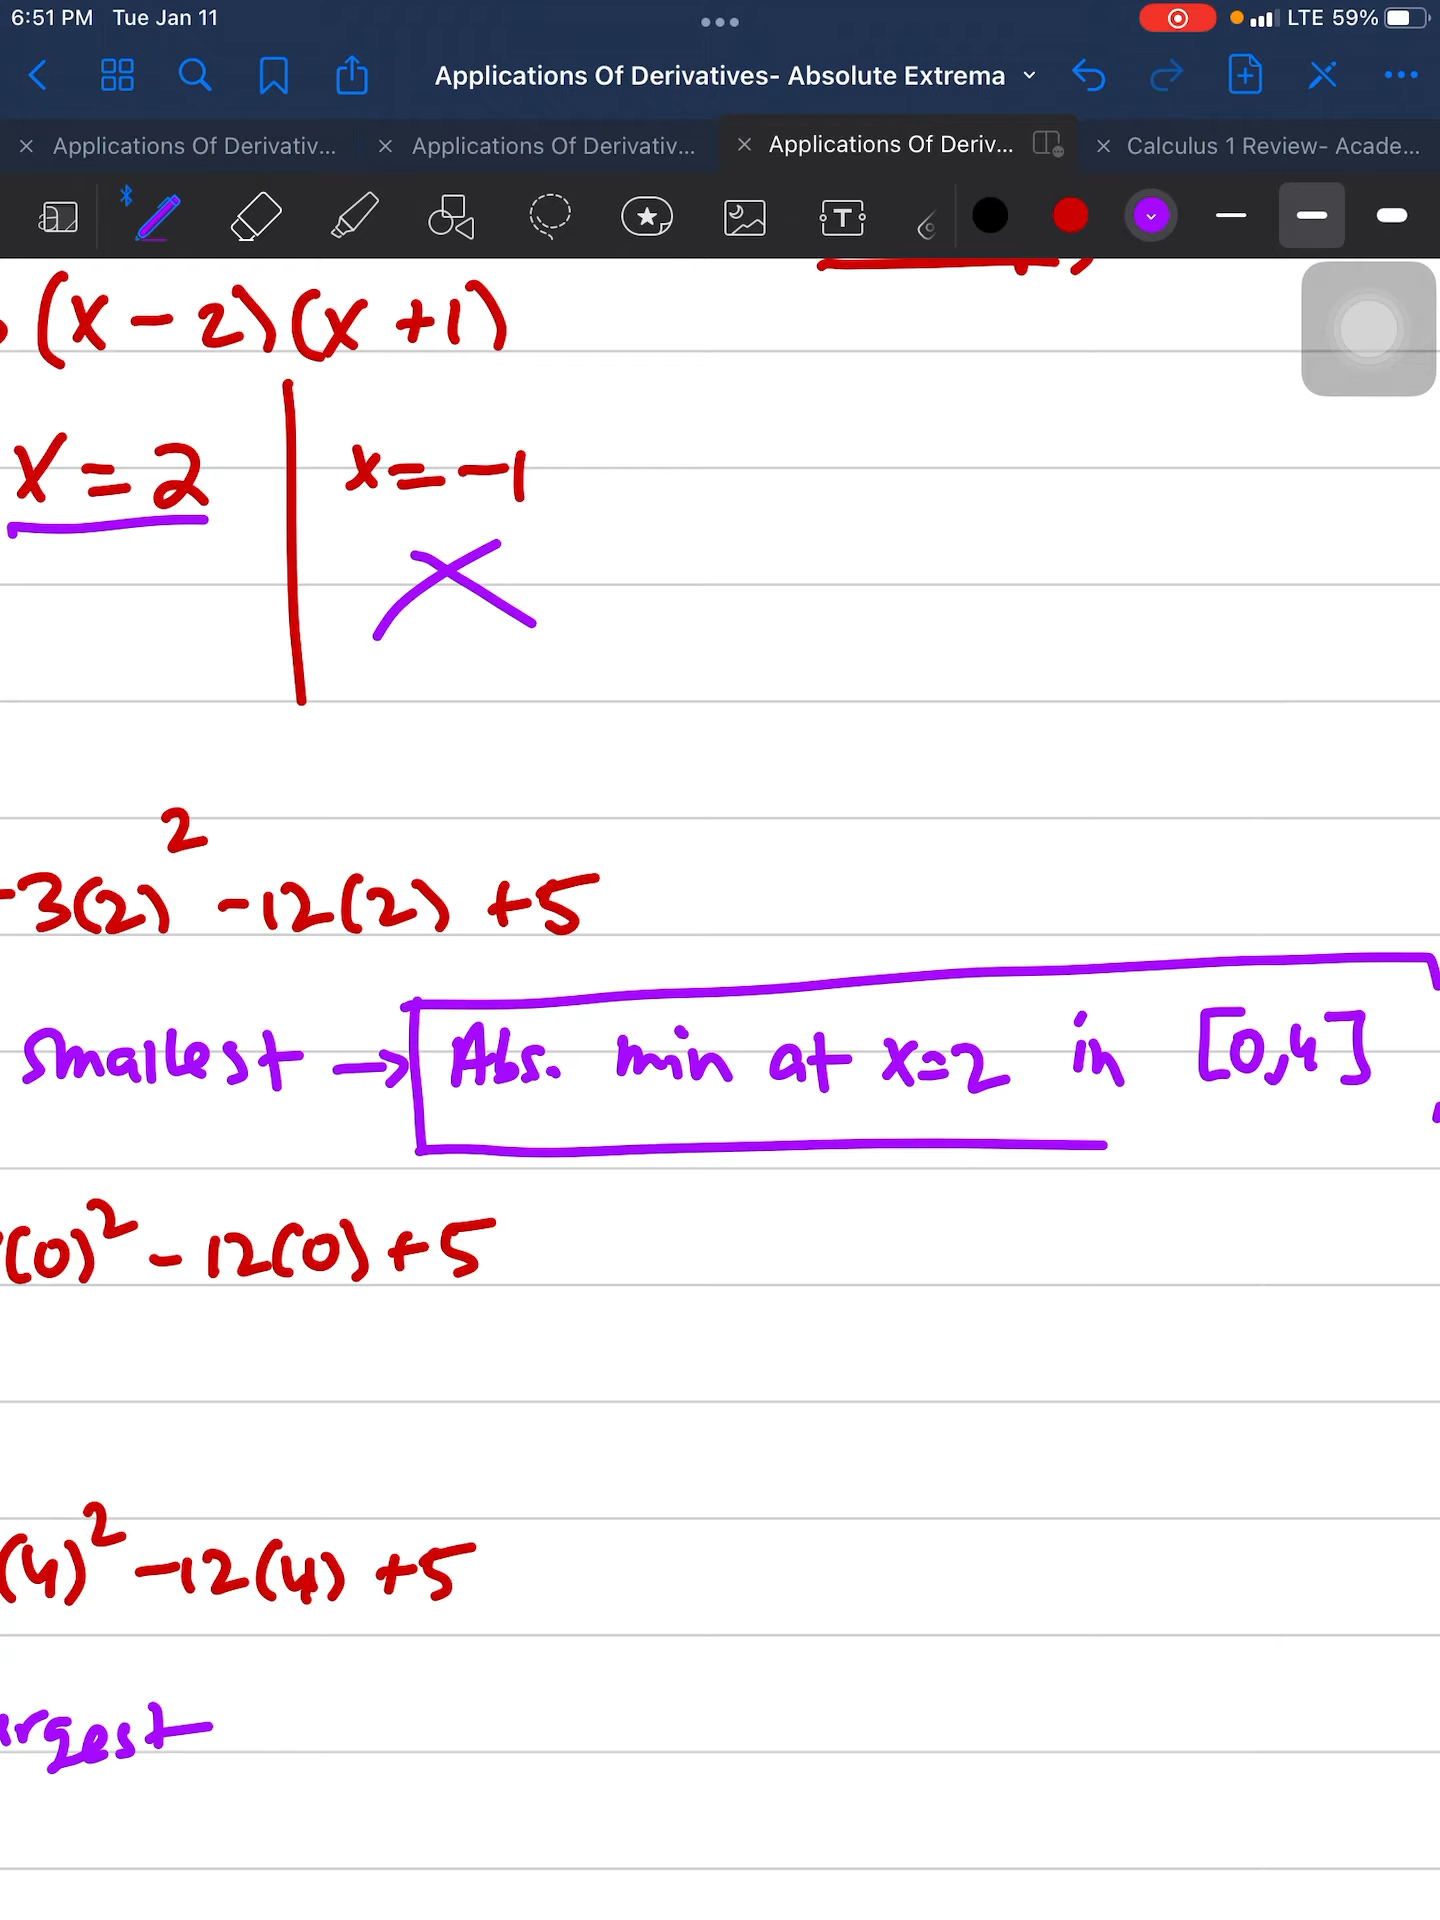 6:51 PM Tue Jan 11 LTE 59%
Applications Of Derivatives- Absolute Extrema
Applications Of Derivativ... Applications Of Derivativ... Applications Of Deriv... Calculus 1 Review- Acade...
(x-2)(x+1)
x=2 x=-1
-3(2)² -12(2) +5
smallest → Abs. min at x=2 in [0,4]
(0)² - 12(0)+5
(4)² -12(4) +5
argest